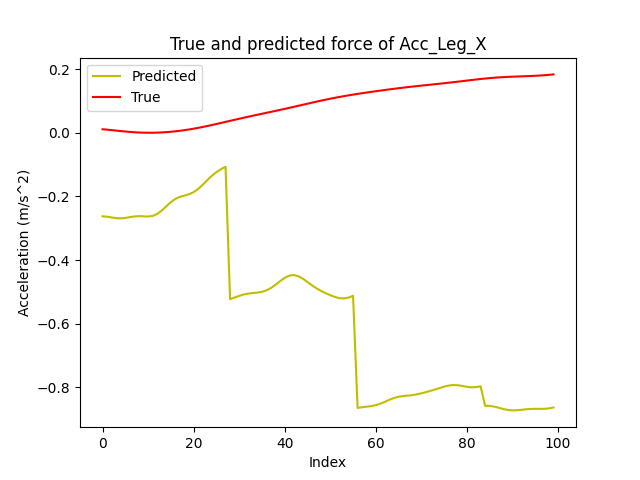 True and predicted force of Acc_Leg_X
Predicted
True
Acceleration (m/s^2)
0.2
0.0
−0.2
−0.4
−0.6
−0.8
0 20 40 60 80 100
Index